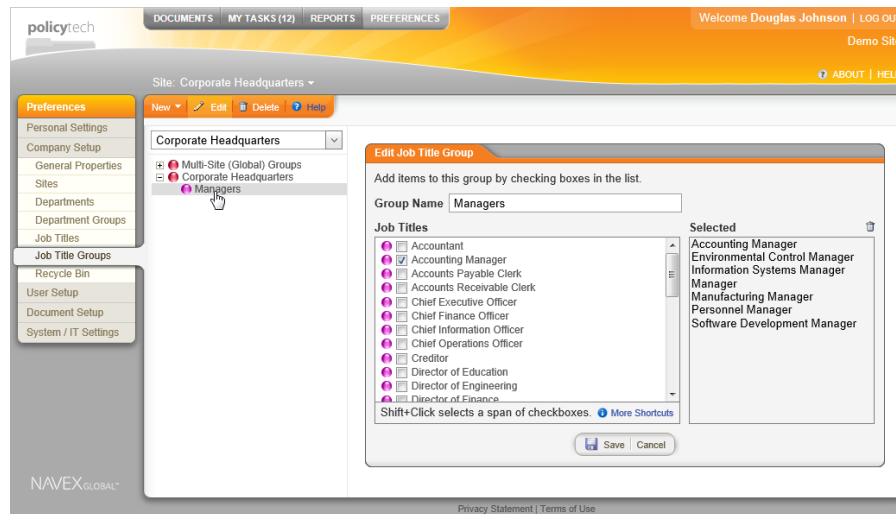 policytech
DOCUMENTS MY TASKS (12) REPORTS PREFERENCES
Welcome Douglas Johnson | LOG OU
Demo Sit
ABOUT | HEL
Site: Corporate Headquarters
Preferences
Personal Settings
Company Setup
General Properties
Sites
Departments
Department Groups
Job Titles
Job Title Groups
Recycle Bin
User Setup
Document Setup
System / IT Settings
NAVEX GLOBAL
New Edit Delete Help
Corporate Headquarters
Multi-Site (Global) Groups
Corporate Headquarters
Managers
Edit Job Title Group
Add items to this group by checking boxes in the list.
Group Name Managers
Job Titles
Accountant
Accounting Manager
Accounts Payable Clerk
Accounts Receivable Clerk
Chief Executive Officer
Chief Finance Officer
Chief Information Officer
Chief Operations Officer
Creditor
Director of Education
Director of Engineering
Director of Finance
Shift+Click selects a span of checkboxes. More Shortcuts
Selected
Accounting Manager
Environmental Control Manager
Information Systems Manager
Manager
Manufacturing Manager
Personnel Manager
Software Development Manager
Save Cancel
Privacy Statement | Terms of Use